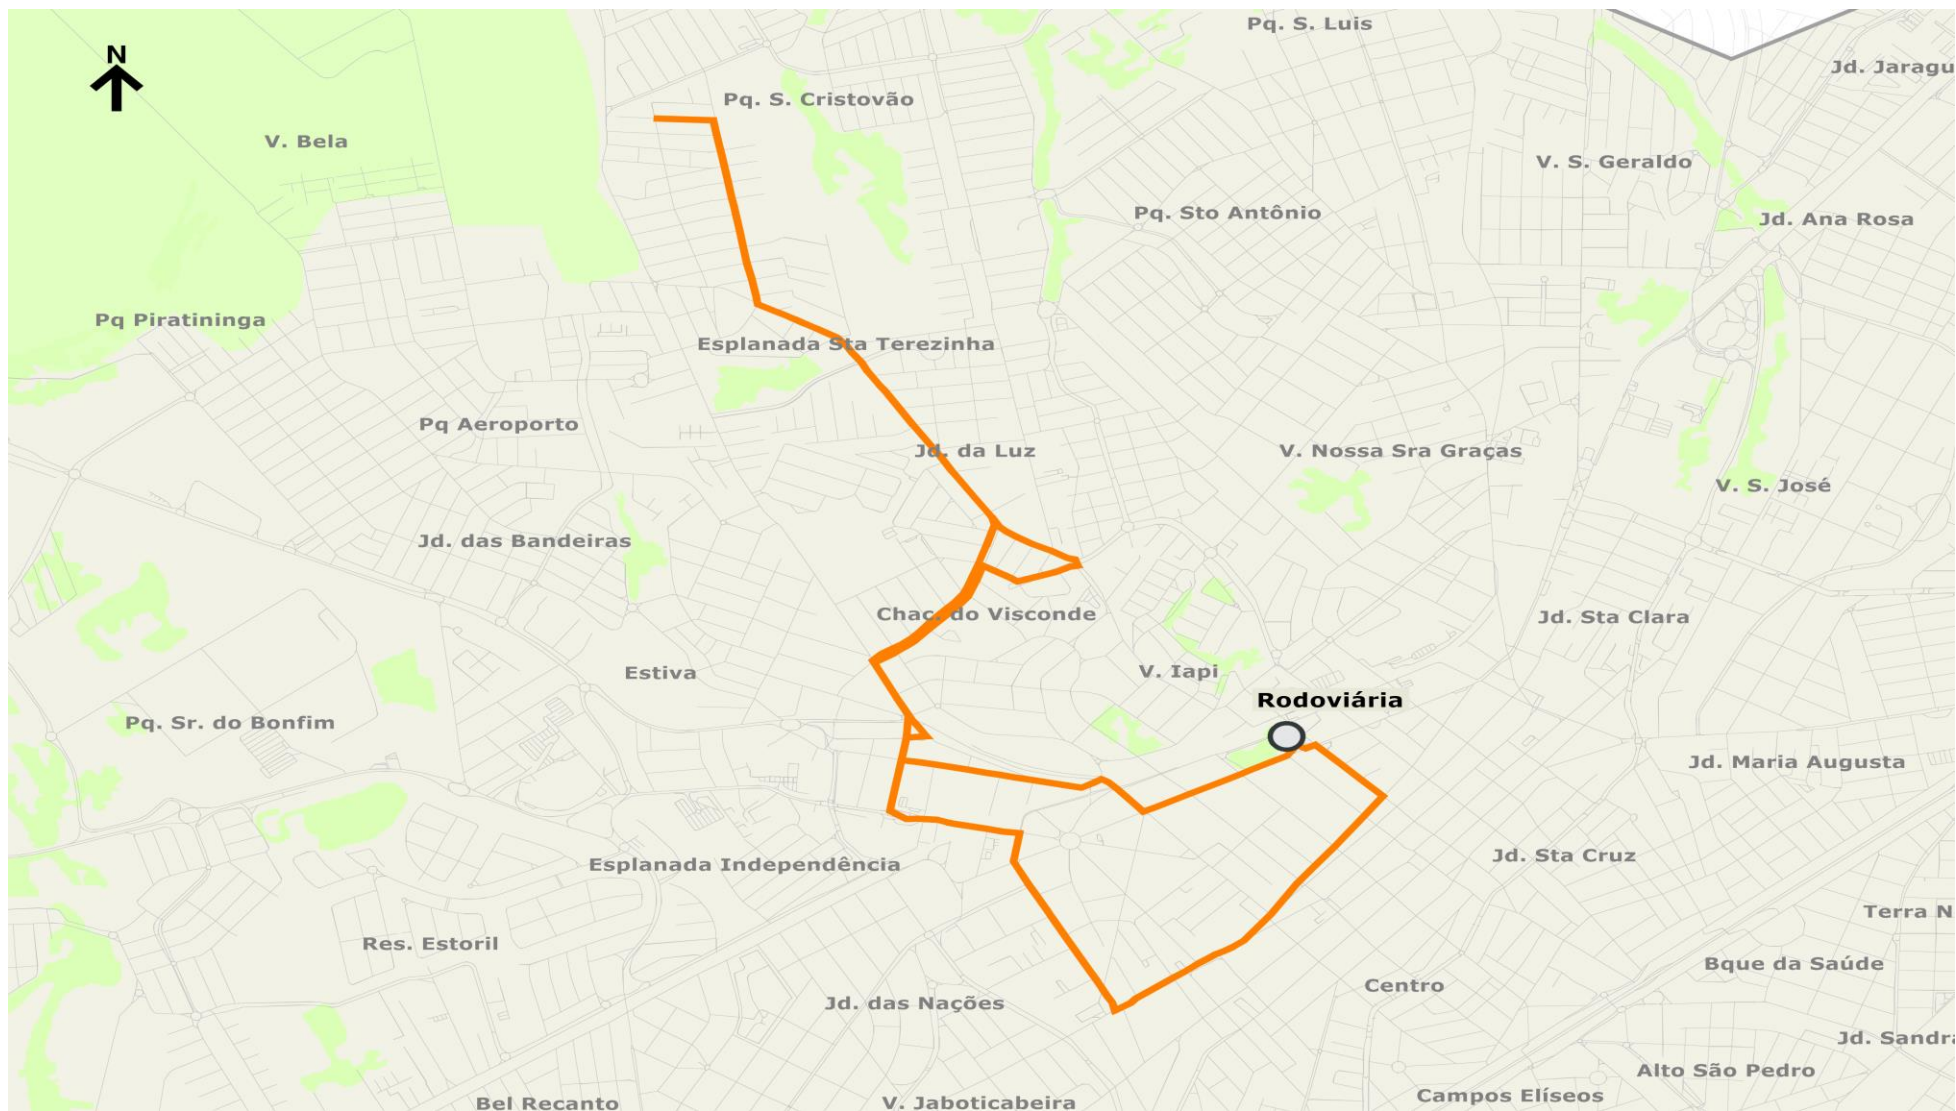 Pq. S. Luis
N
Jd. Jaragu
Pq. S. Cristovão
V. Bela
V. S. Geraldo
Pq. Sto Antônio
Jd. Ana Rosa
Pq Piratininga
Esplanada Sta Terezinha
Pq Aeroporto
Jd. da Luz
V. Nossa Sra Graças
V. S. José
Jd. das Bandeiras
Chac. do Visconde
Jd. Sta Clara
Estiva
V. Iapi
Rodoviária
Pq. Sr. do Bonfim
Jd. Maria Augusta
Esplanada Independência
Jd. Sta Cruz
Terra N
Res. Estoril
Bque da Saúde
Centro
Jd. das Nações
Jd. Sandra
Alto São Pedro
Campos Elíseos
Bel Recanto
V. Jaboticabeira